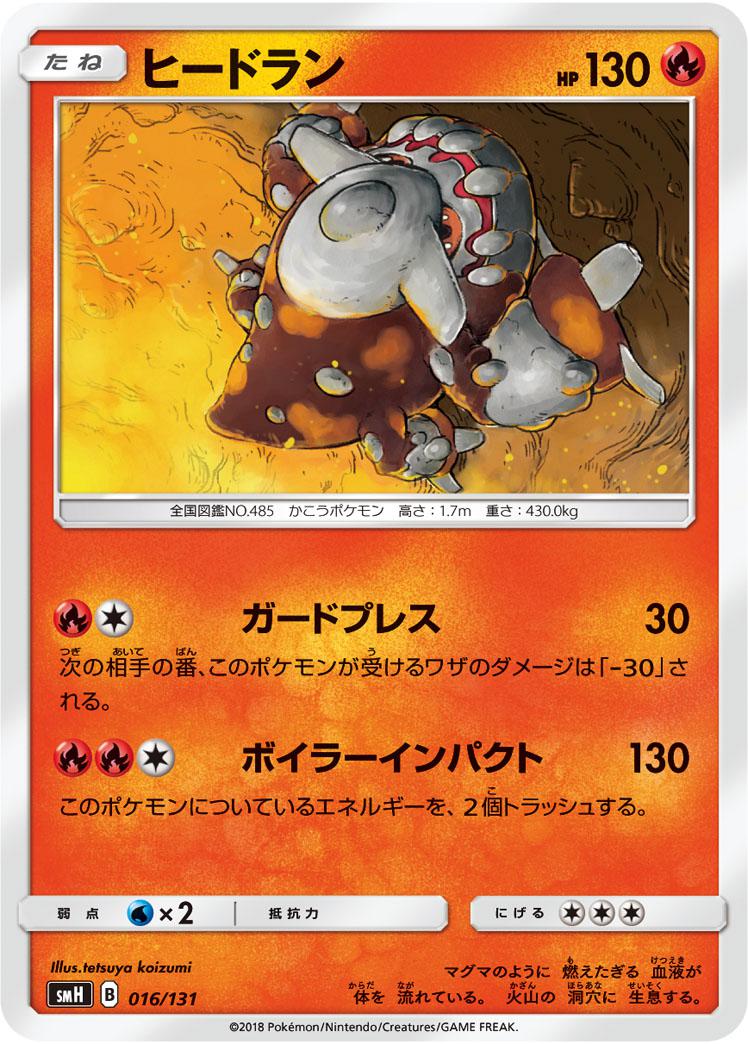 たね ヒードラン HP 130
全国図鑑NO.485 かこうポケモン 高さ：1.7m 重さ：430.0kg
ガードプレス 30
次の相手の番、このポケモンが受けるワザのダメージは「-30」さ
れる。
ボイラーインパクト 130
このポケモンについているエネルギーを、2個トラッシュする。
弱点 ×2 抵抗力 にげる
Illus.tetsuya koizumi
SMH B 016/131
マグマのように 燃えたぎる 血液が
体を 流れている。 火山の 洞穴に 生息する。
©2018 Pokémon/Nintendo/Creatures/GAME FREAK.